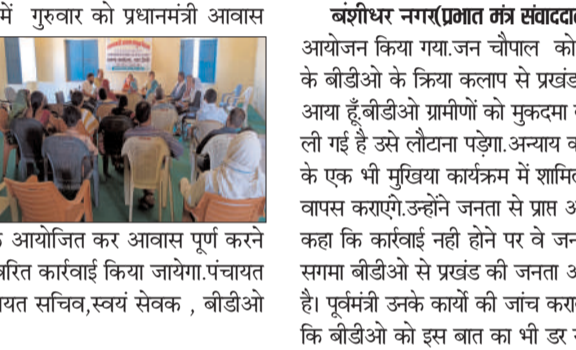 में गुरुवार को प्रधानमंत्री आवास
आयोजित कर आवास पूर्ण करने
वरित कार्रवाई किया जायेगा.पंचायत
यत सचिव,स्वयं सेवक , बीडीओ
बंशीधर नगर(प्रभात मंत्र संवाददाता
आयोजन किया गया.जन चौपाल को
के बीडीओ के क्रिया कलाप से प्रखंड
आया हूँ.बीडीओ ग्रामीणों को मुकदमा
ली गई है उसे लौटाना पड़ेगा.अन्याय
के एक भी मुखिया कार्यक्रम में शामिल
वापस कराएंगे.उन्होंने जनता से प्राप्त
कहा कि कार्रवाई नही होने पर वे जन
सगमा बीडीओ से प्रखंड की जनता
है। पूर्वमंत्री उनके कार्यो की जांच करा
कि बीडीओ को इस बात का भी डर